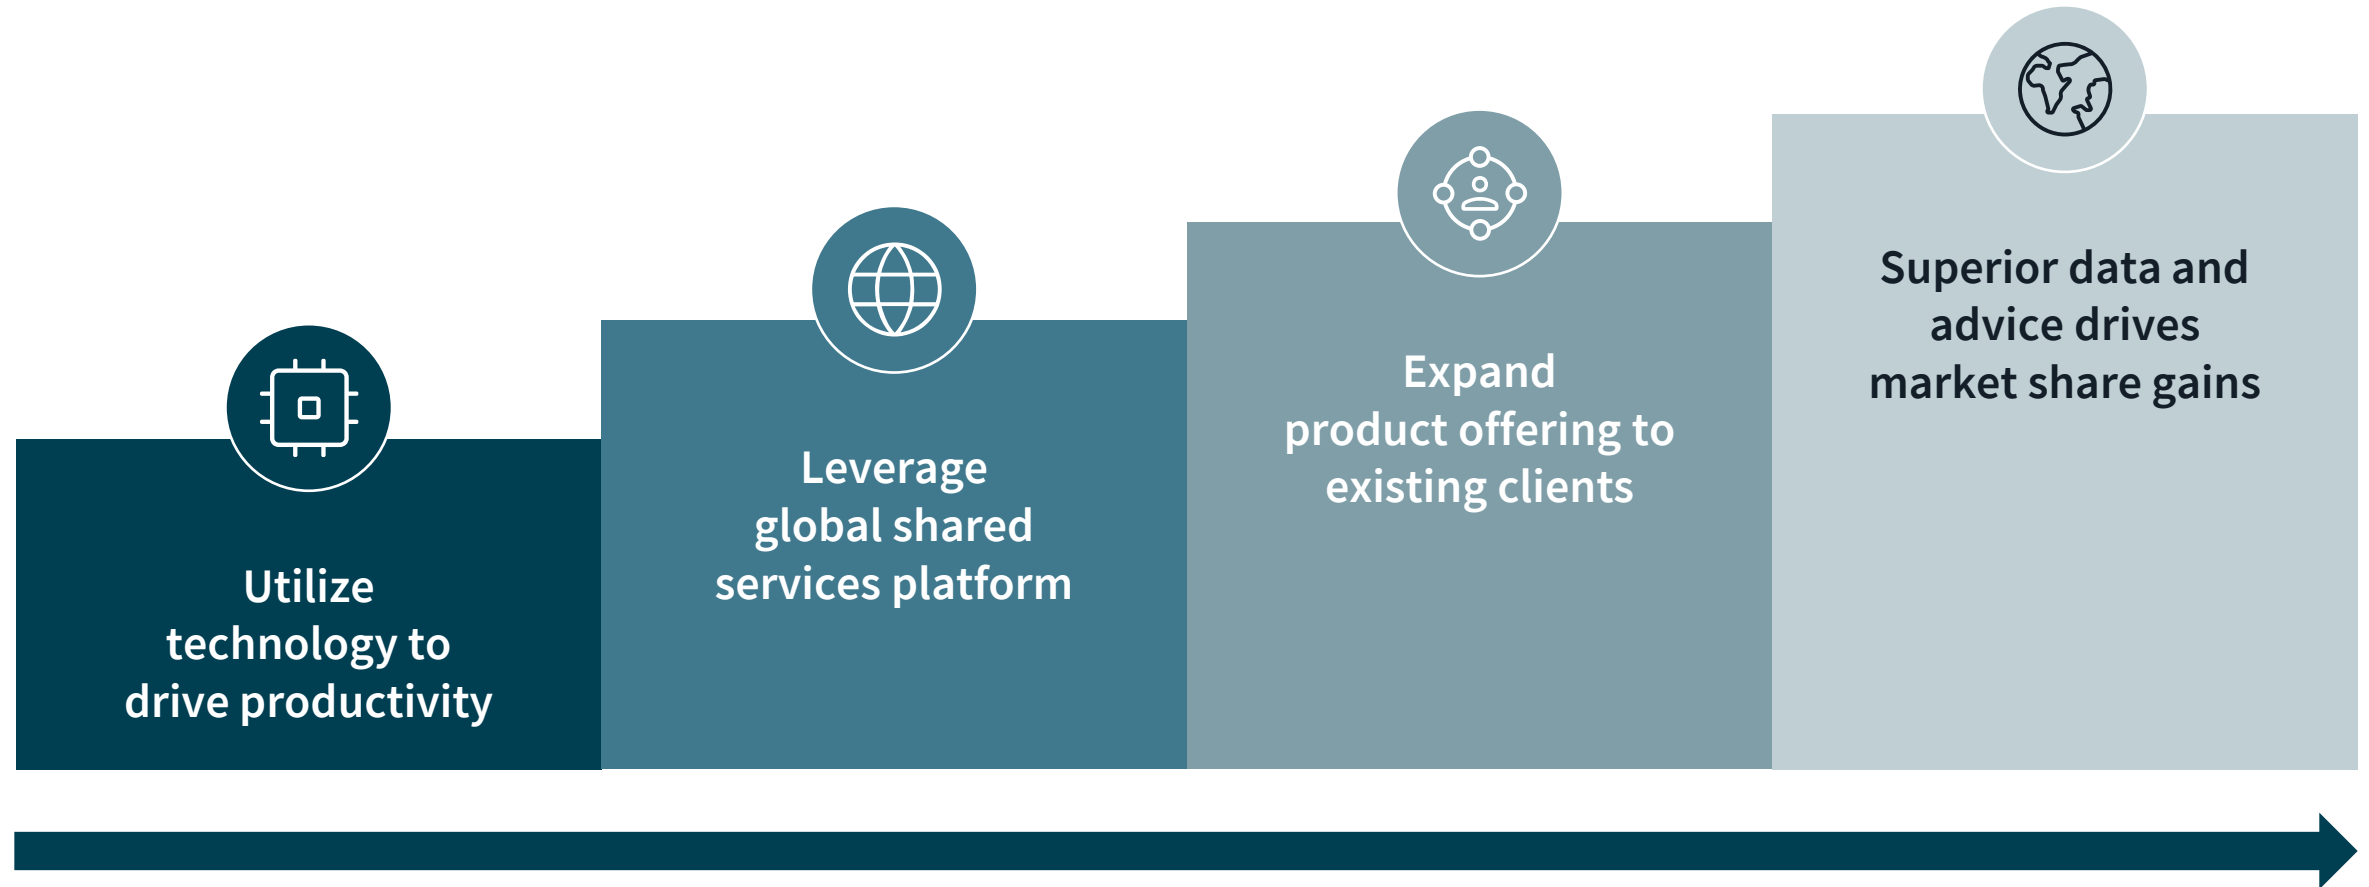 Utilize
technology to
drive productivity
Leverage
global shared
services platform
Expand
product offering to
existing clients
Superior data and
advice drives
market share gains